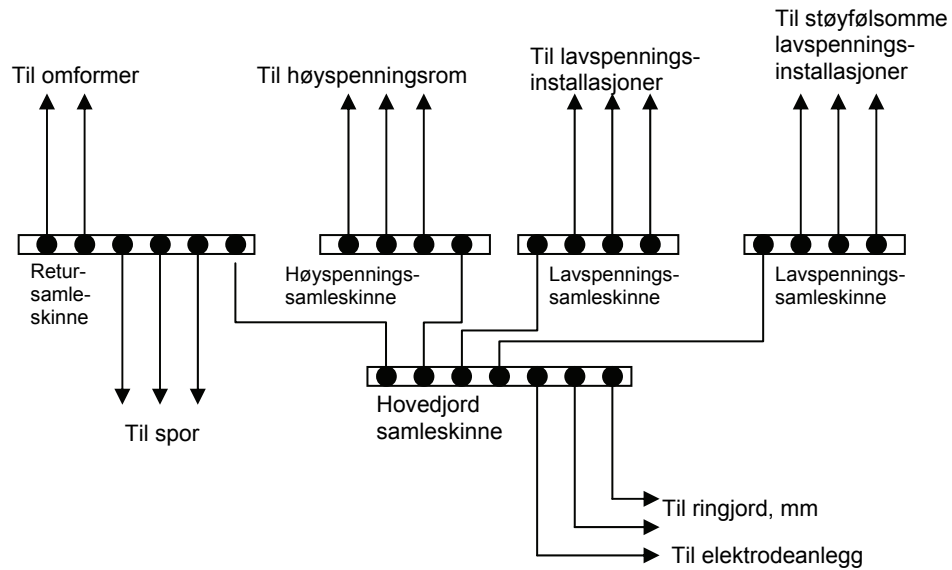 Til omformer
Til høyspenningsrom
Til lavspennings-
installasjoner
Til støyfølsomme
lavspennings-
installasjoner
Retur-
samle-
skinne
Høyspennings-
samleskinne
Lavspennings-
samleskinne
Lavspennings-
samleskinne
Hovedjord
samleskinne
Til spor
Til ringjord, mm
Til elektrodeanlegg